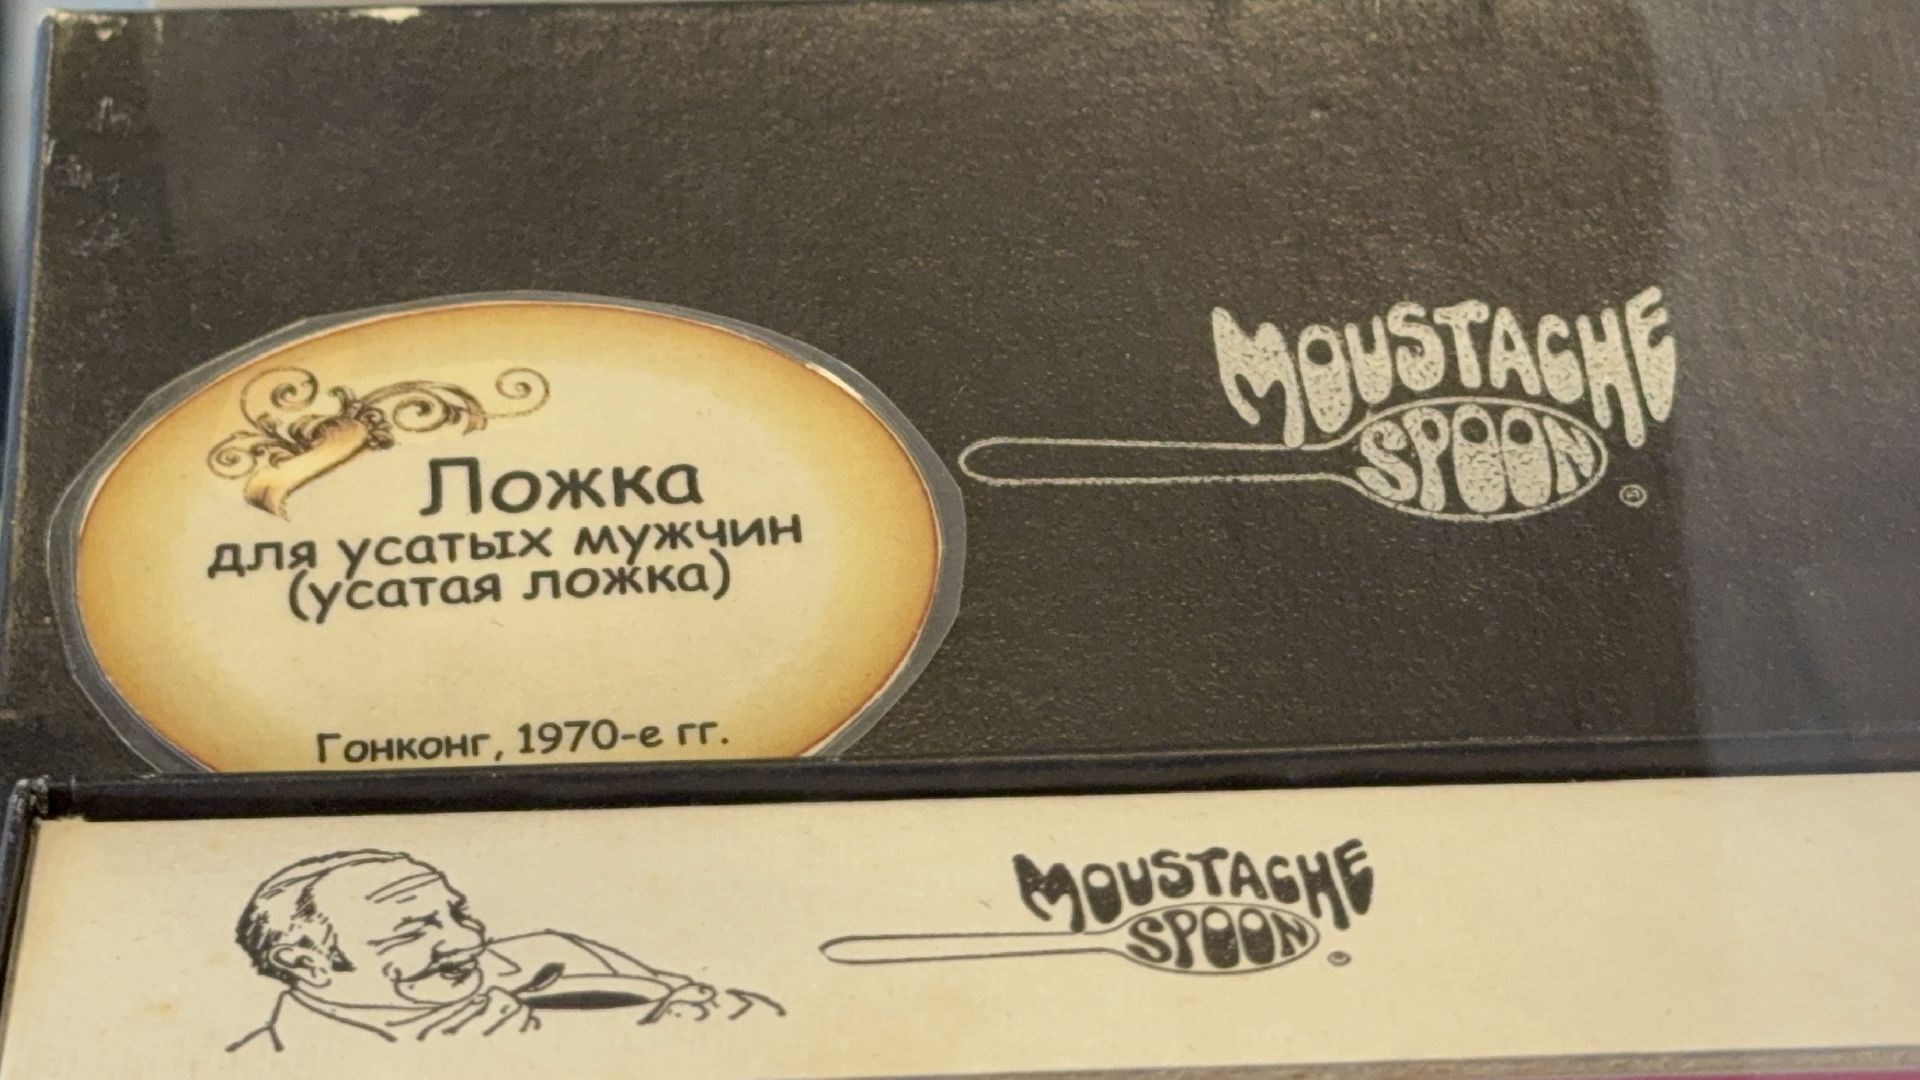 MOUSTACHE
SPOON
Ложка
для усатых мужчин
(усатая ложка)
Гонконг, 1970-е гг.
MOUSTACHE
SPOON